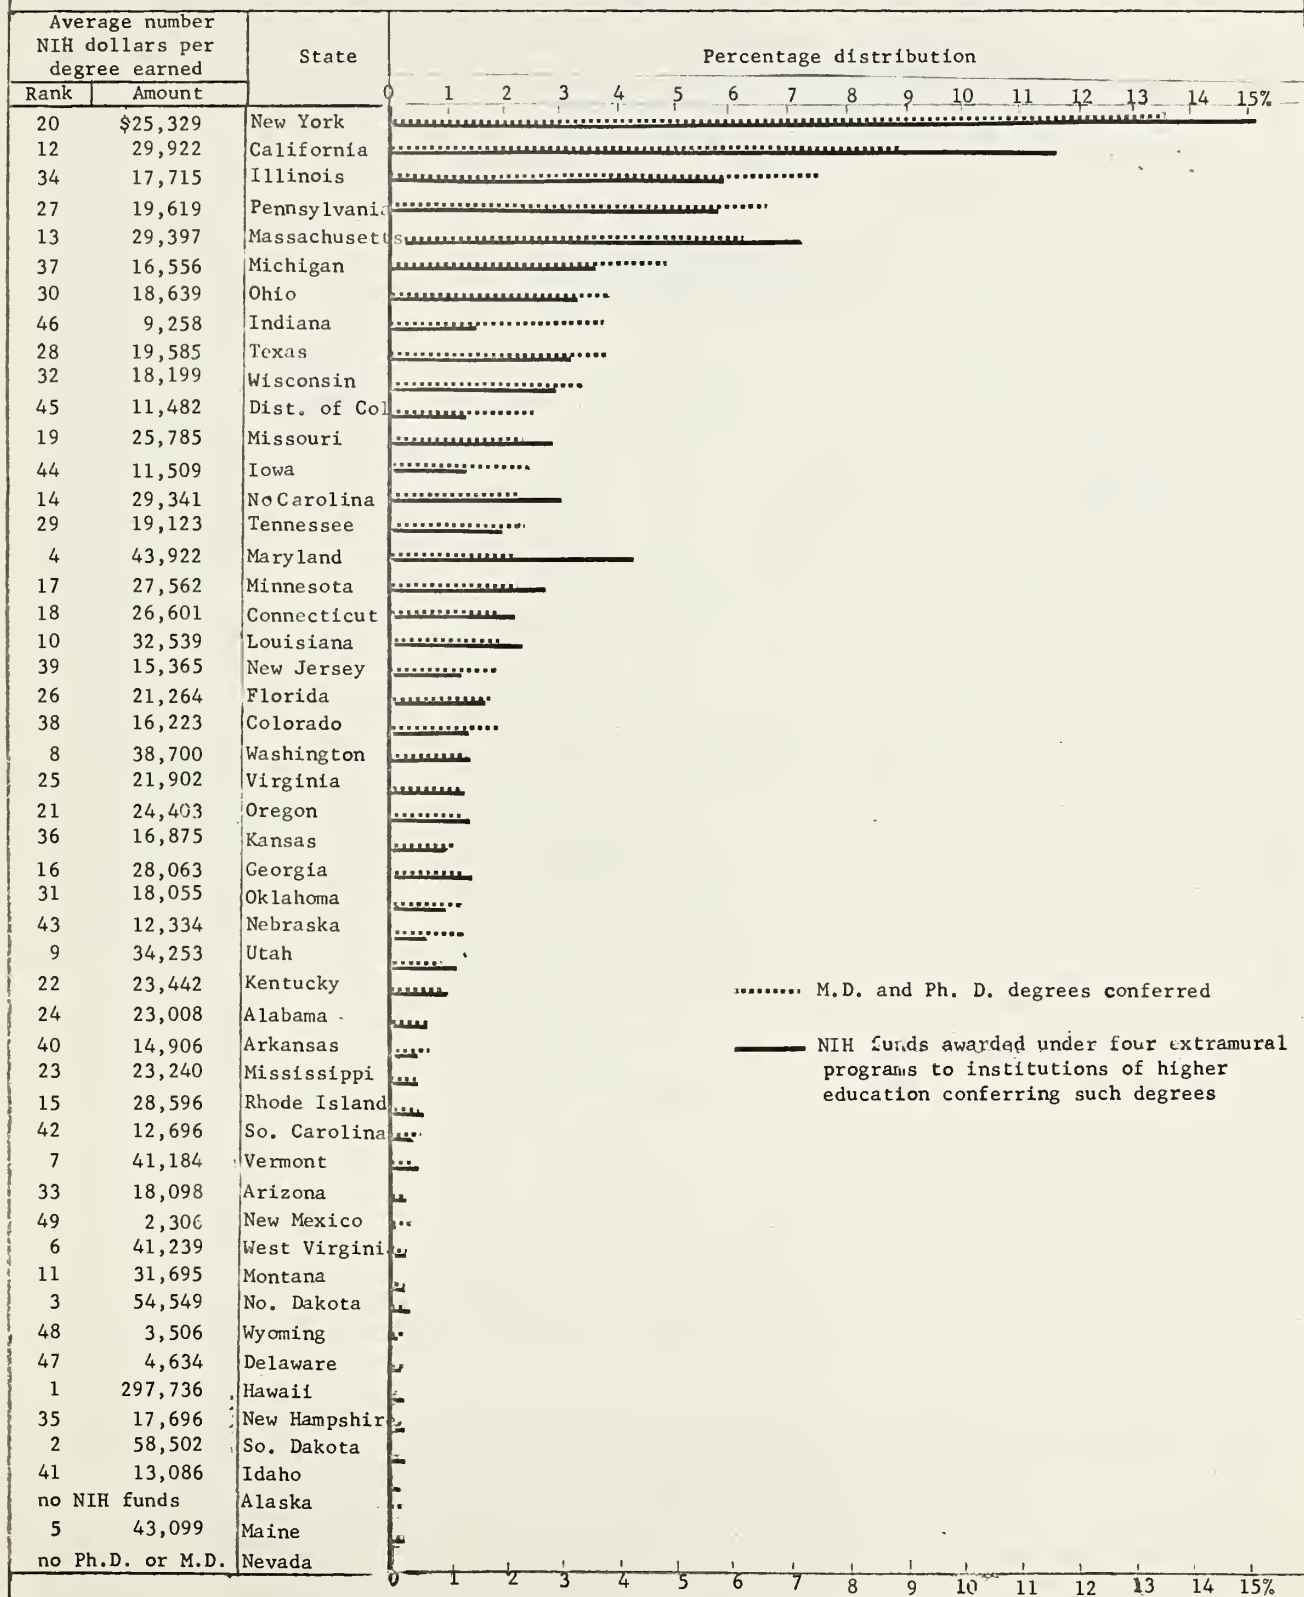 Average number
NIH dollars per
degree earned
State
Percentage distribution
Rank Amount
0 1 2 3 4 5 6 7 8 9 10 11 12 13 14 15%
20 $25,329 New York
12 29,922 California
34 17,715 Illinois
27 19,619 Pennsylvania
13 29,397 Massachusetts
37 16,556 Michigan
30 18,639 Ohio
46 9,258 Indiana
28 19,585 Texas
32 18,199 Wisconsin
45 11,482 Dist. of Col
19 25,785 Missouri
44 11,509 Iowa
14 29,341 No Carolina
29 19,123 Tennessee
4 43,922 Maryland
17 27,562 Minnesota
18 26,601 Connecticut
10 32,539 Louisiana
39 15,365 New Jersey
26 21,264 Florida
38 16,223 Colorado
8 38,700 Washington
25 21,902 Virginia
21 24,403 Oregon
36 16,875 Kansas
16 28,063 Georgia
31 18,055 Oklahoma
43 12,334 Nebraska
9 34,253 Utah
22 23,442 Kentucky
24 23,008 Alabama
40 14,906 Arkansas
23 23,240 Mississippi
15 28,596 Rhode Island
42 12,696 So. Carolina
7 41,184 Vermont
33 18,098 Arizona
49 2,306 New Mexico
6 41,239 West Virgini
11 31,695 Montana
3 54,549 No. Dakota
48 3,506 Wyoming
47 4,634 Delaware
1 297,736 Hawaii
35 17,696 New Hampshir
2 58,502 So. Dakota
41 13,086 Idaho
no NIH funds Alaska
5 43,099 Maine
no Ph.D. or M.D. Nevada
M.D. and Ph. D. degrees conferred
NIH funds awarded under four extramural
programs to institutions of higher
education conferring such degrees
0 1 2 3 4 5 6 7 8 9 10 11 12 13 14 15%